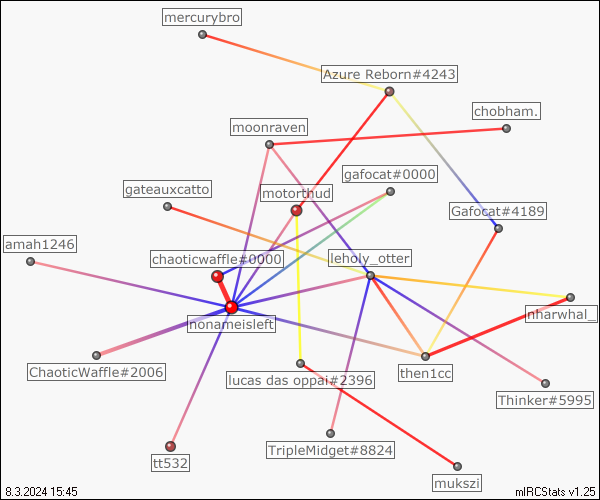 mercurybro
Azure Reborn#4243
chobham.
moonraven
gafocat#0000
gateauxcatto
motorthud
Gafocat#4189
amah1246
chaoticwaffle#0000
leholy_otter
nharwhal_
nonameisleft
ChaoticWaffle#2006
lucas das oppai#2396
then1cc
Thinker#5995
TripleMidget#8824
tt532
mukszi
8.3.2024 15:45
mIRCStats v1.25